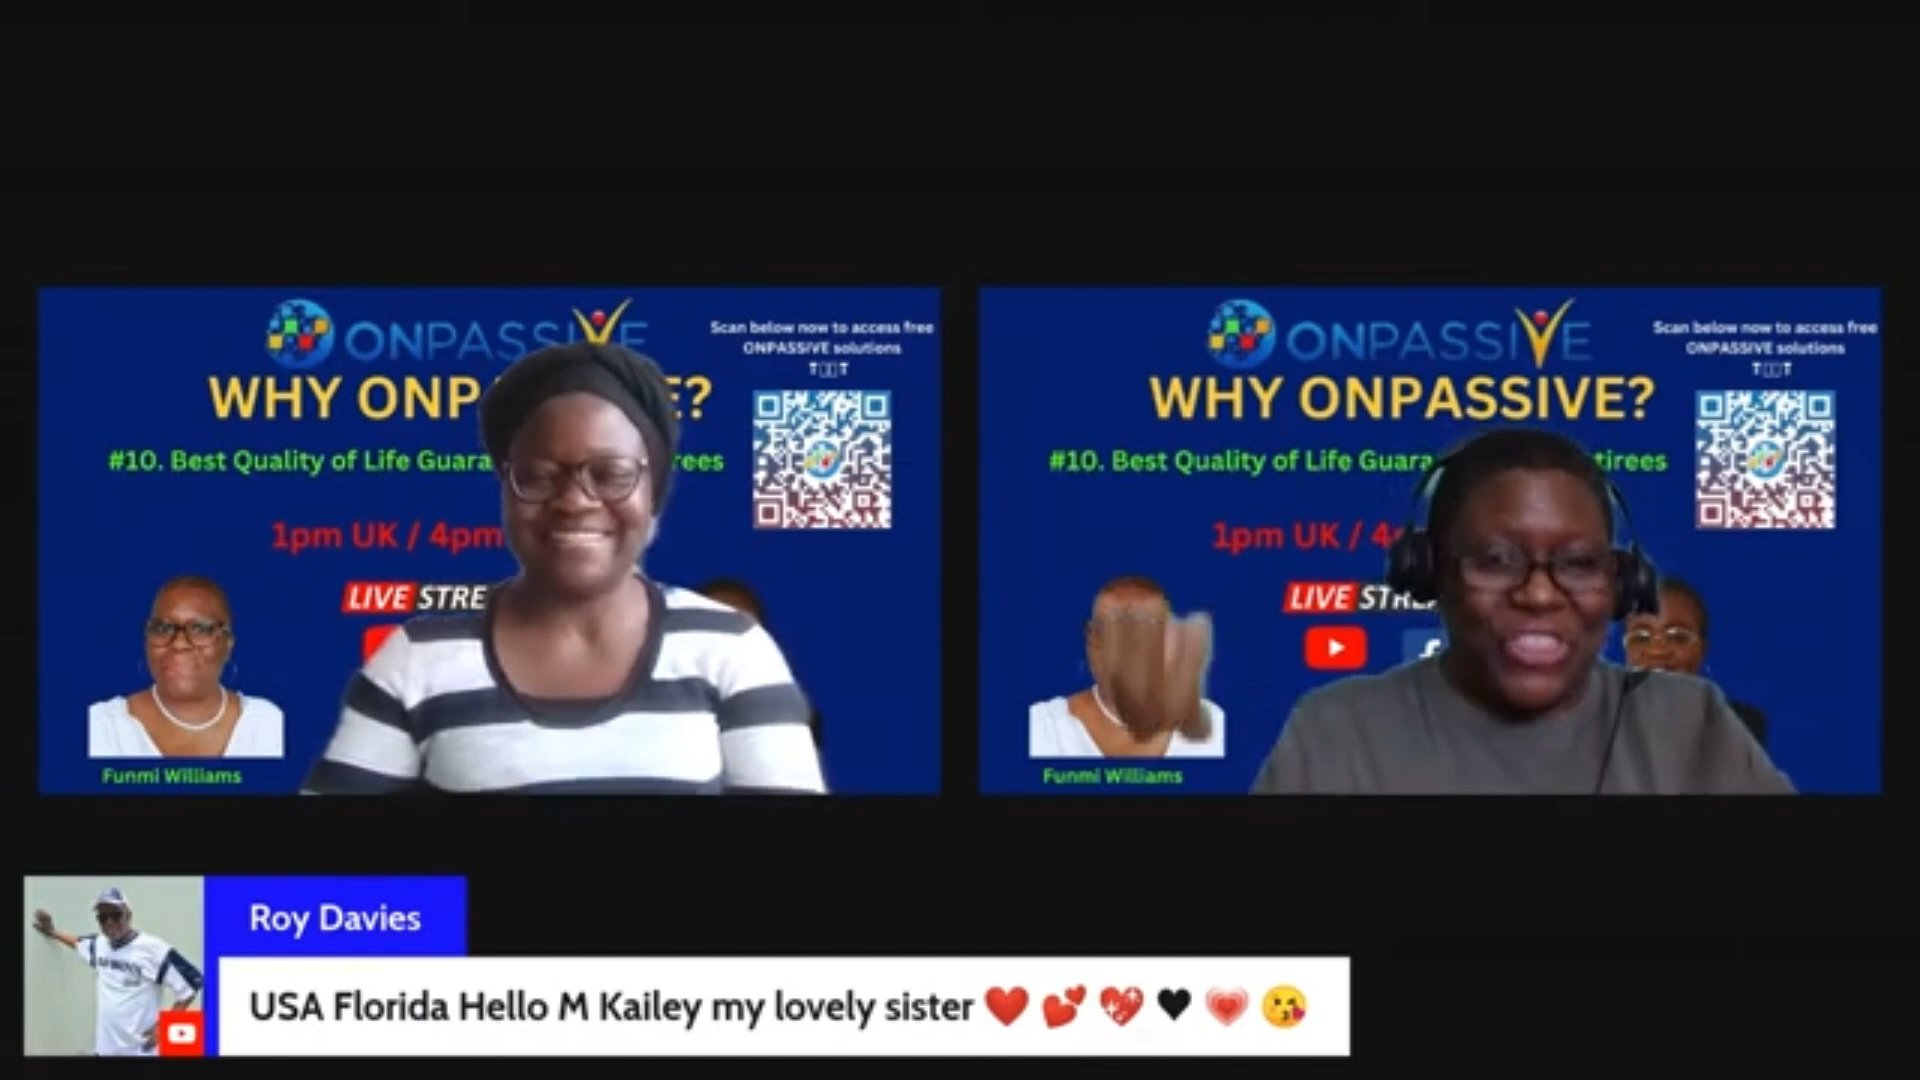 ONPASSIVE
WHY ONP E?
#10. Best Quality of Life Guara rees
1pm UK / 4pm
LIVE STRE
Funmi Williams
Scan below now to access free
ONPASSIVE solutions
ONPASSIVE
WHY ONPASSIVE?
#10. Best Quality of Life Guara tirees
1pm UK / 4
LIVE STRE
Funmi Williams
Scan below now to access free
ONPASSIVE solutions
Roy Davies
USA Florida Hello M Kailey my lovely sister ❤️ 💕 💖 🖤 💗 😘